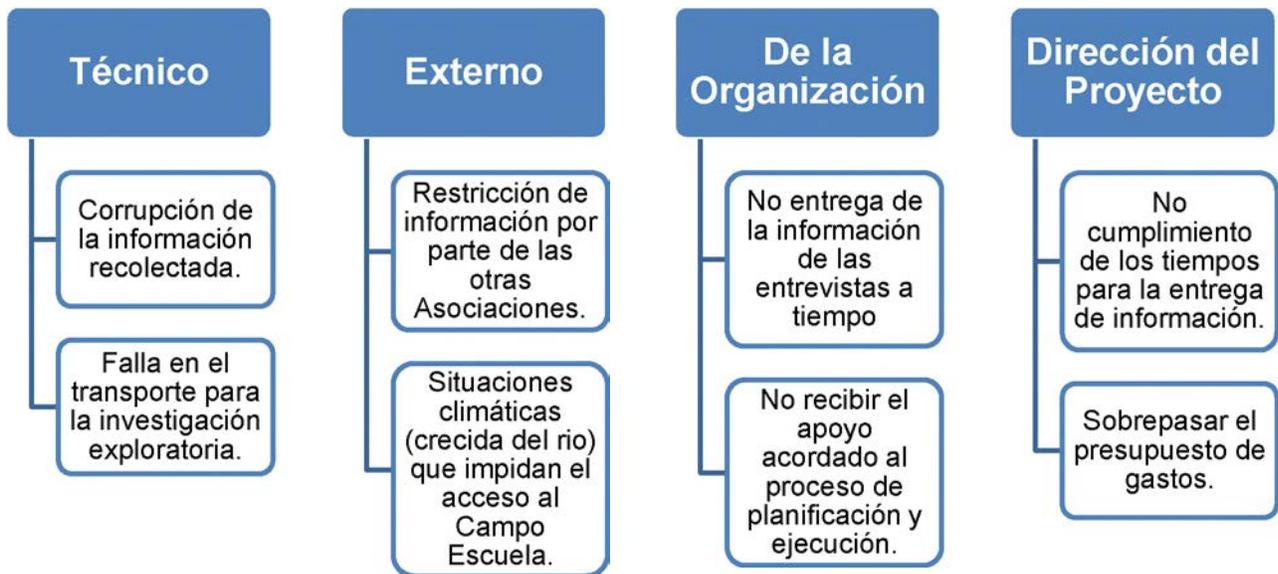 Técnico
Corrupción de
la información
recolectada.
Falla en el
transporte para
la investigación
exploratoria.
Externo
Restricción de
información por
parte de las
otras
Asociaciones.
Situaciones
climáticas
(crecida del rio)
que impidan el
acceso al
Campo
Escuela.
De la
Organización
No entrega de
la información
de las
entrevistas a
tiempo
No recibir el
apoyo
acordado al
proceso de
planificación y
ejecución.
Dirección del
Proyecto
No
cumplimiento
de los tiempos
para la entrega
de información.
Sobrepasar el
presupuesto de
gastos.